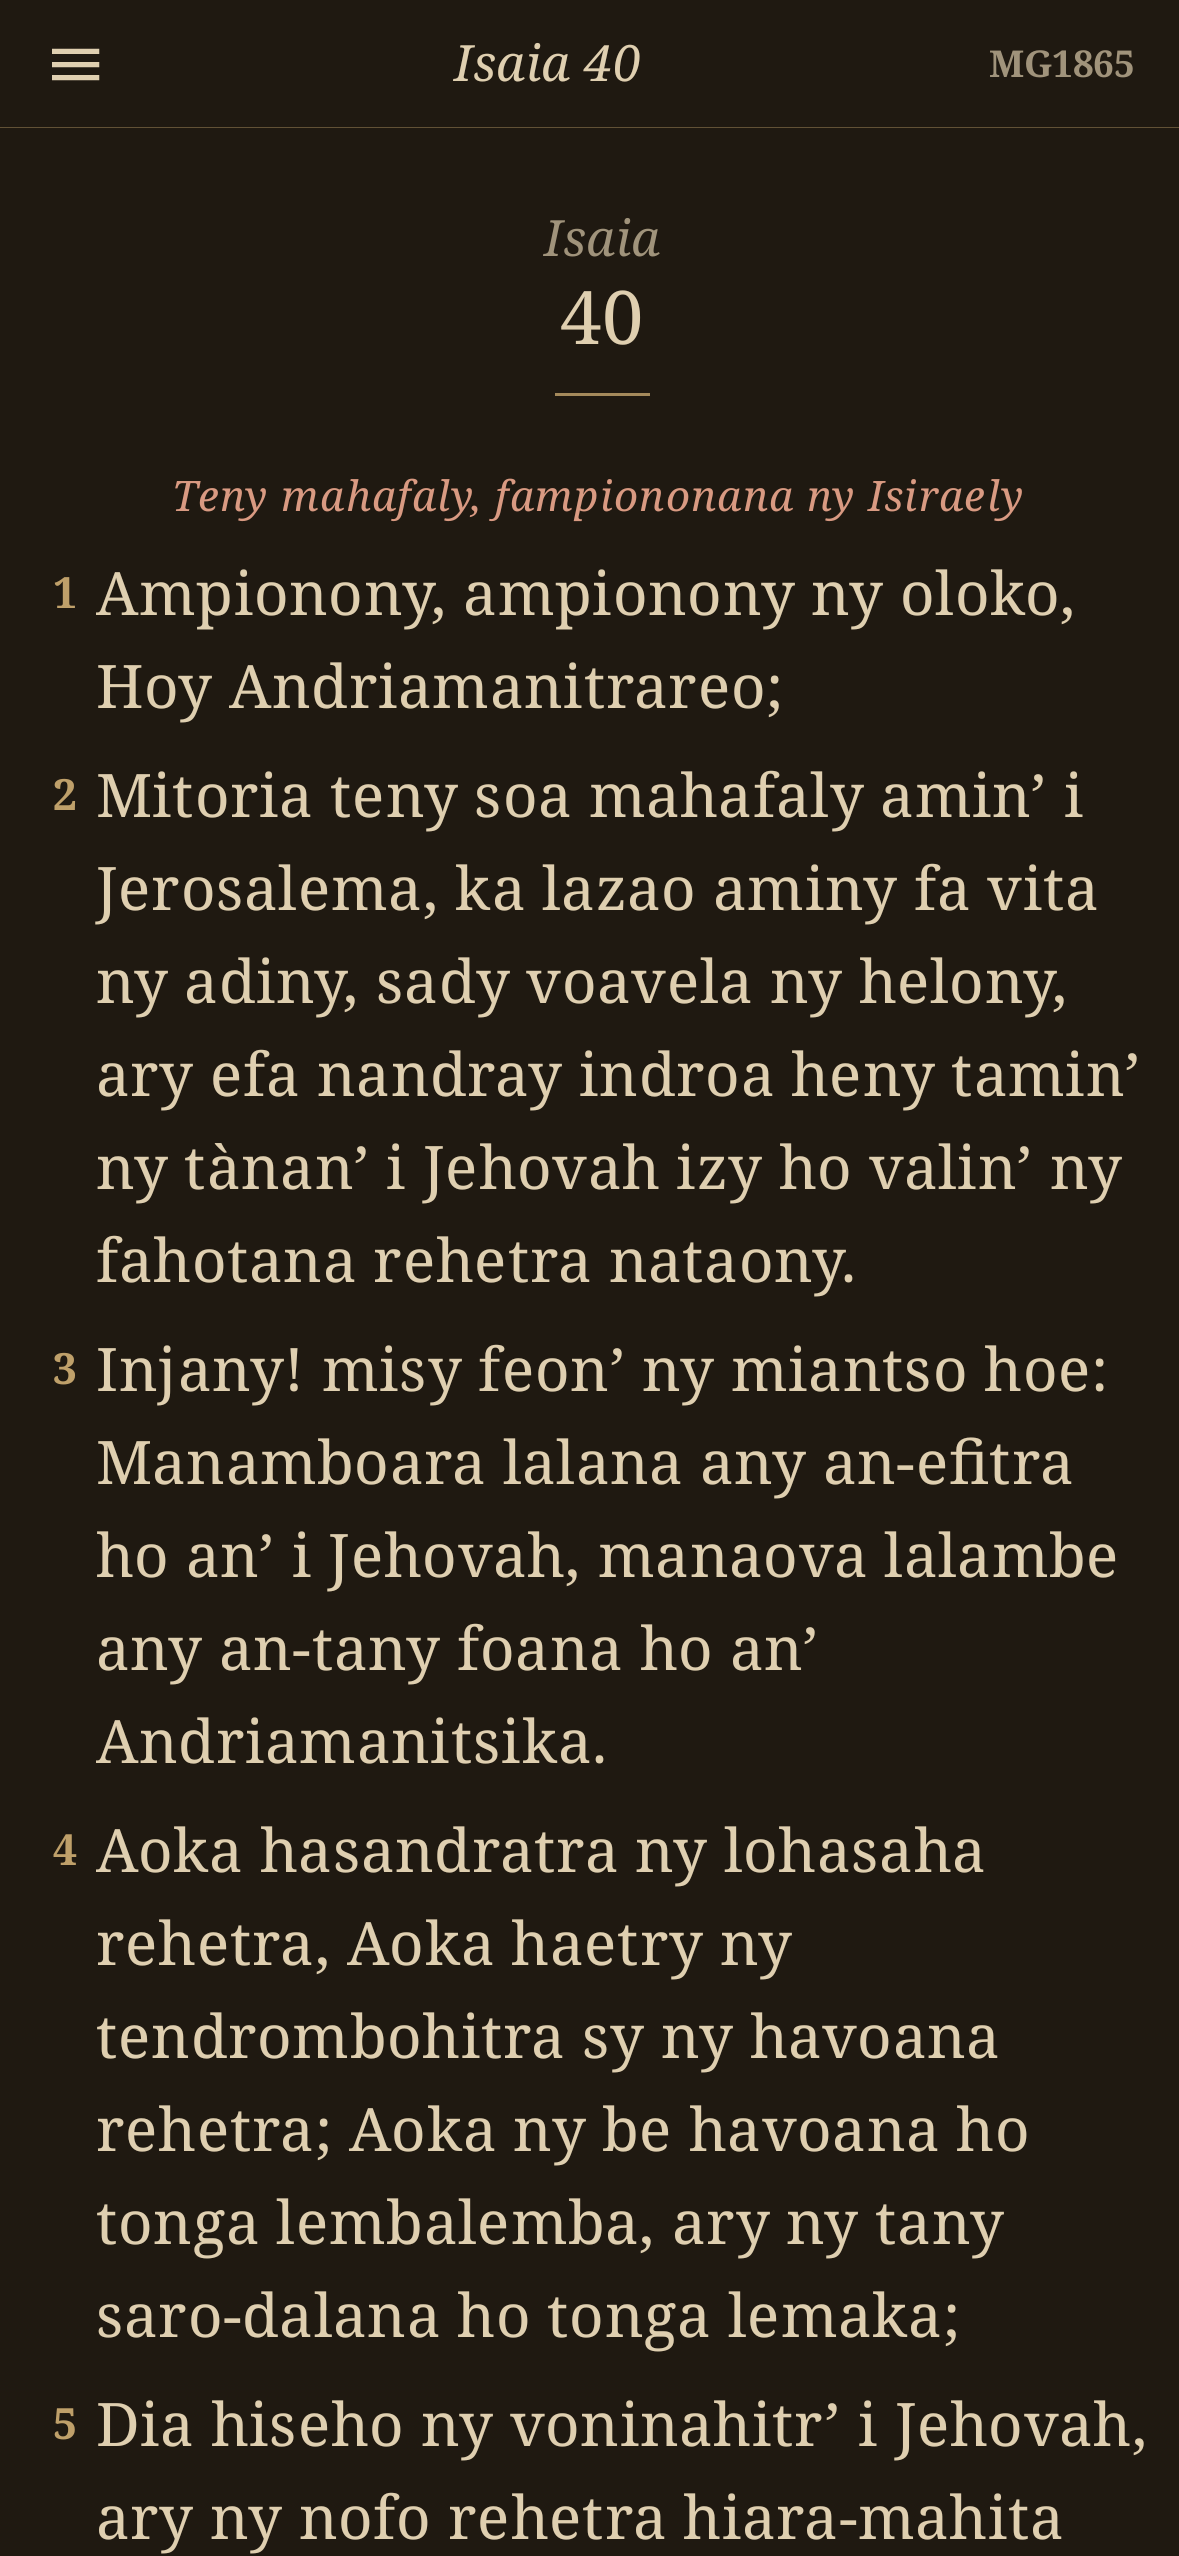 Isaia 40
MG1865
Isaia
40
Teny mahafaly, fampiononana ny Isiraely
1 Ampionony, ampionony ny oloko,
Hoy Andriamanitrareo;
2 Mitoria teny soa mahafaly amin’ i
Jerosalema, ka lazao aminy fa vita
ny adiny, sady voavela ny helony,
ary efa nandray indroa heny tamin’
ny tànan’ i Jehovah izy ho valin’ ny
fahotana rehetra nataony.
3 Injany! misy feon’ ny miantso hoe:
Manamboara lalana any an-efitra
ho an’ i Jehovah, manaova lalambe
any an-tany foana ho an’
Andriamanitsika.
4 Aoka hasandratra ny lohasaha
rehetra, Aoka haetry ny
tendrombohitra sy ny havoana
rehetra; Aoka ny be havoana ho
tonga lembalemba, ary ny tany
saro-dalana ho tonga lemaka;
5 Dia hiseho ny voninahitr’ i Jehovah,
ary ny nofo rehetra hiara-mahita